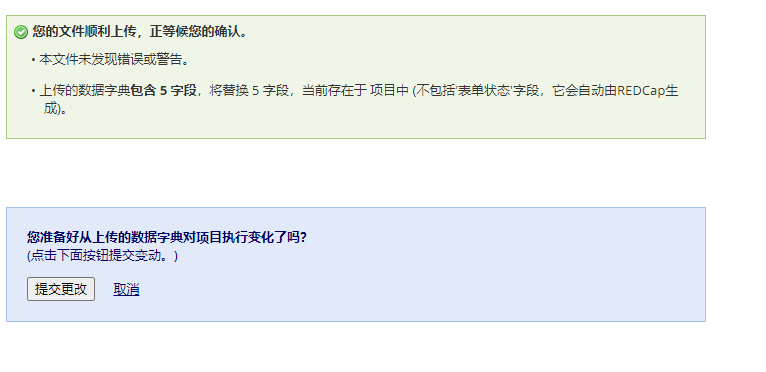 您的文件顺利上传，正等候您的确认。
• 本文件未发现错误或警告。
• 上传的数据字典包含 5 字段，将替换 5 字段，当前存在于 项目中 (不包括'表单状态'字段，它会自动由REDCap生
成)。
您准备好从上传的数据字典对项目执行变化了吗?
(点击下面按钮提交变动。)
提交更改 取消